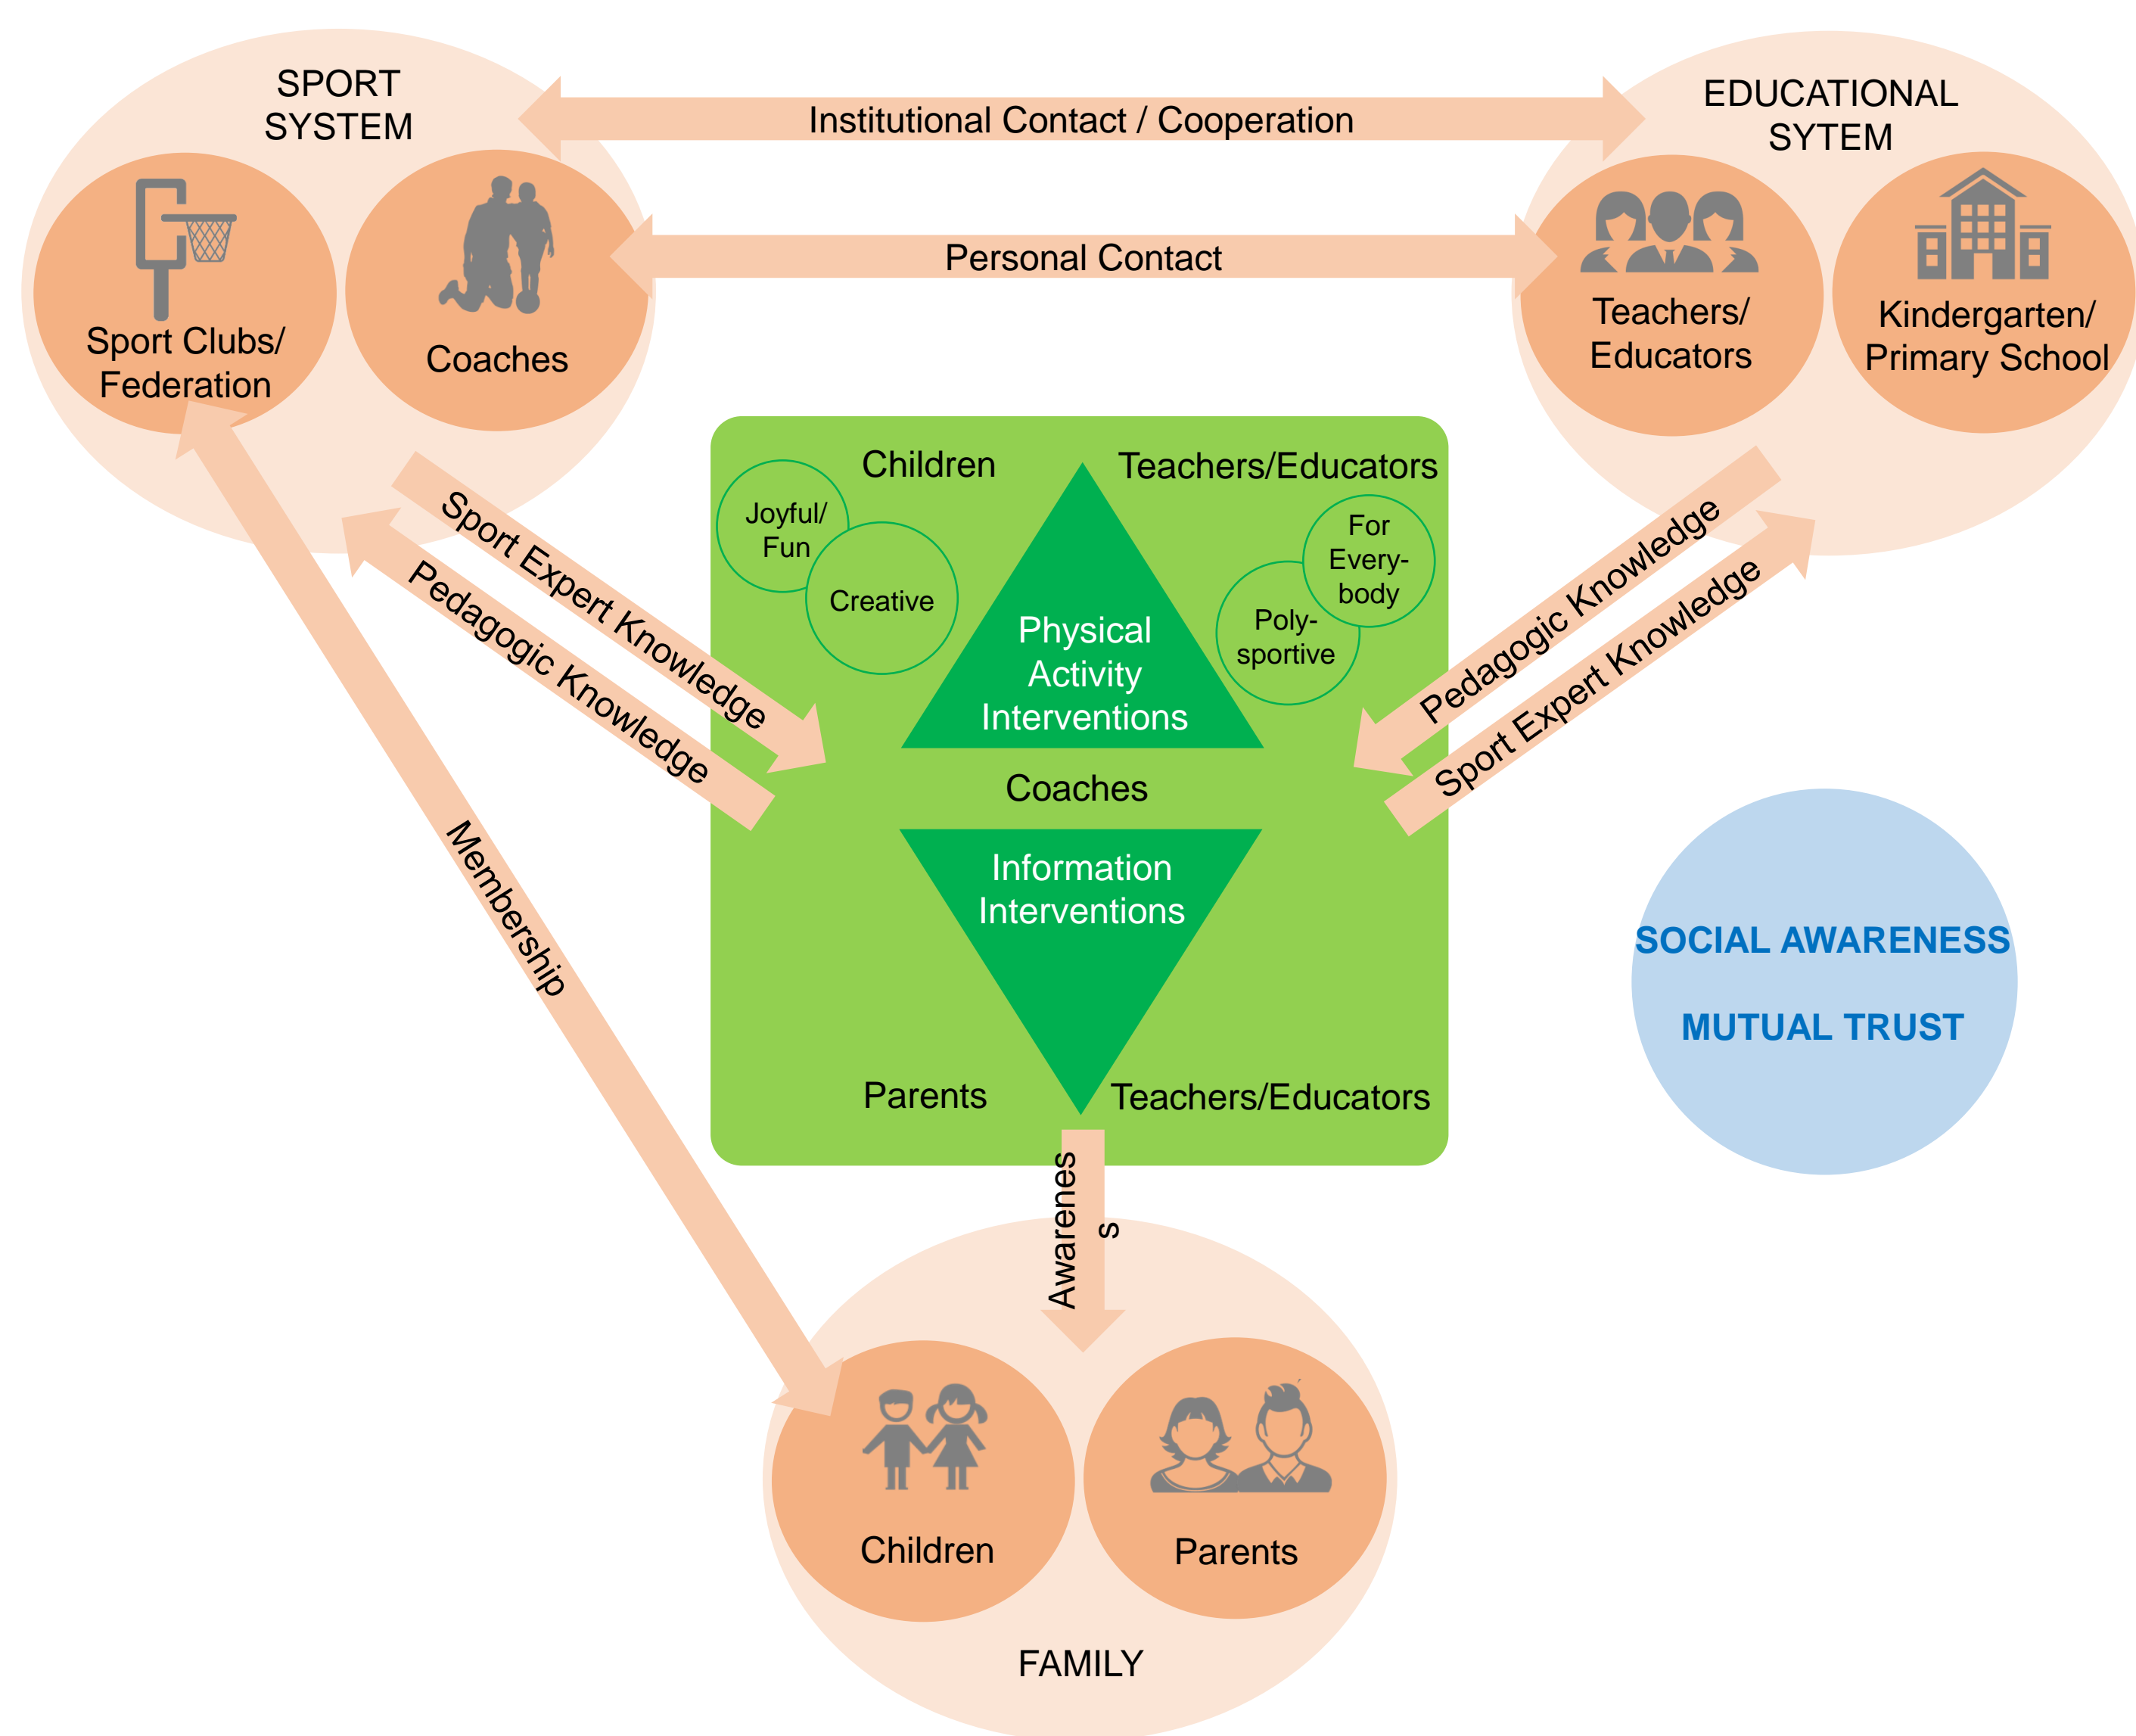 SPORT
SYSTEM
Institutional Contact / Cooperation
EDUCATIONAL
SYTEM
Personal Contact
Sport Clubs/
Federation
Coaches
Teachers/
Educators
Kindergarten/
Primary School
Children
Teachers/Educators
Joyful/
Fun
Creative
For
Every-
body
Poly-
sportive
Physical
Activity
Interventions
Sport Expert Knowledge
Pedagogic Knowledge
Pedagogic Knowledge
Sport Expert Knowledge
Coaches
Information
Interventions
Membership
SOCIAL AWARENESS
MUTUAL TRUST
Parents
Teachers/Educators
Awarenes
s
Children
Parents
FAMILY